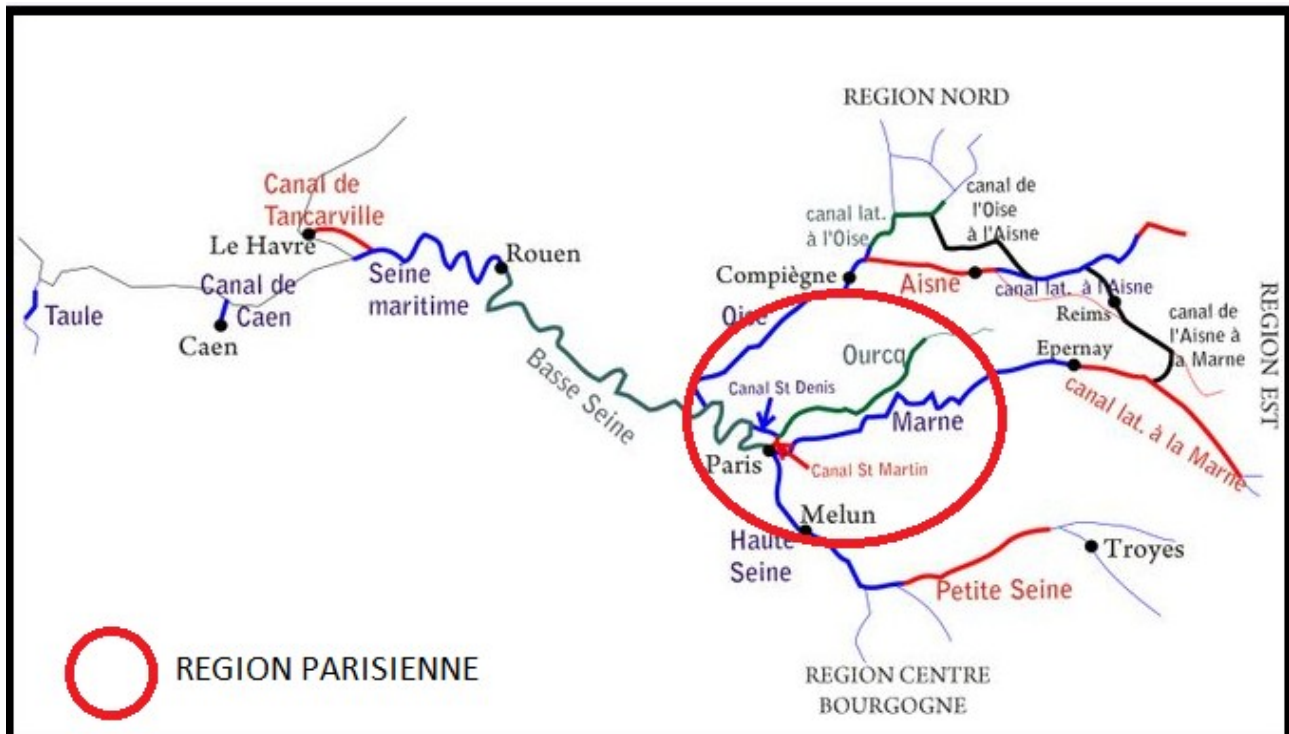 REGION NORD
canal de
l'Oise
à l'Aisne
canal lat.
à l'Oise
Canal de
Tancarville
Le Havre
Rouen
Seine
maritime
Canal de
Caen
Caen
Taule
Compiègne
Aisne
canal lat. à l'Aisne
Reims
canal de
l'Aisne à
la Marne
REGION EST
Oise
Ourcq
Epernay
Basse Seine
Canal St Denis
Marne
canal lat. à la Marne
Paris
Canal St Martin
Melun
Haute
Seine
Troyes
Petite Seine
REGION PARISIENNE
REGION CENTRE
BOURGOGNE